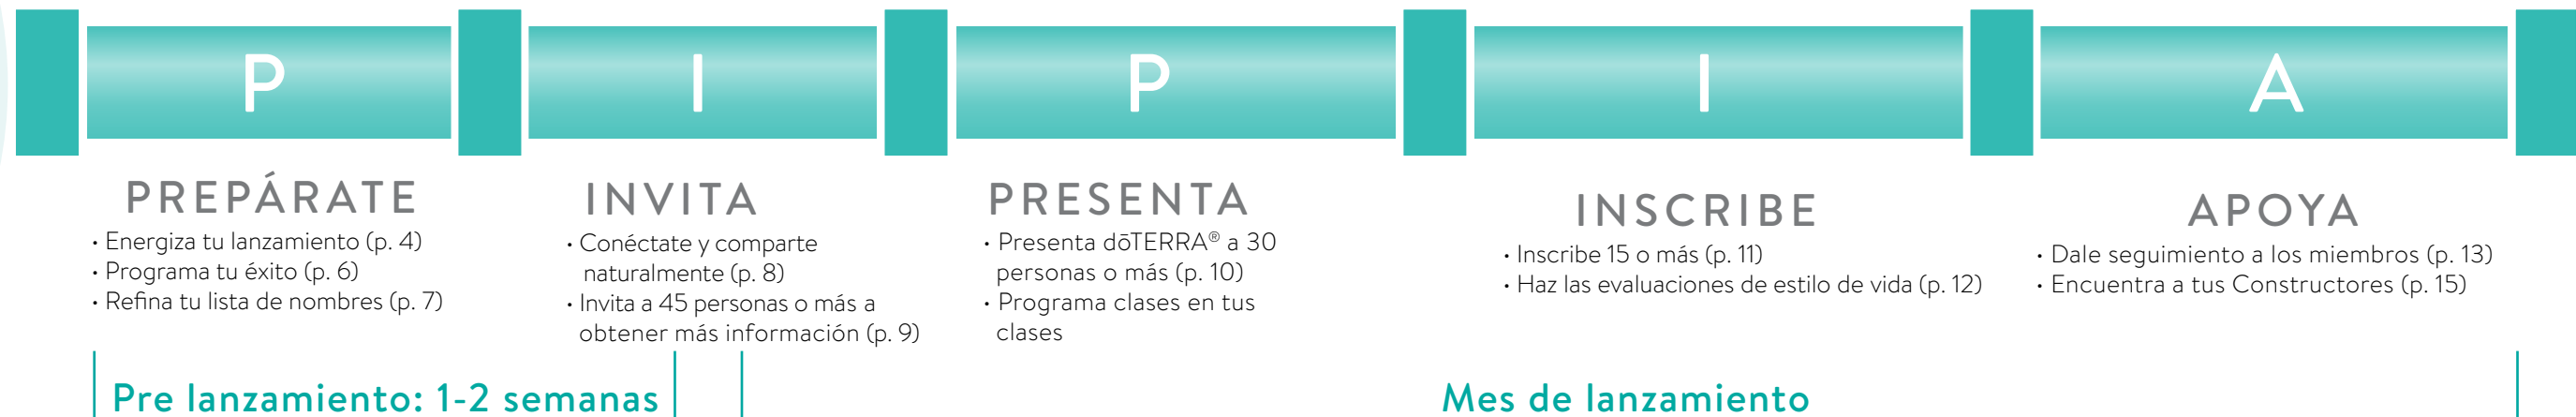 P
I
P
I
A
PREPÁRATE
· Energiza tu lanzamiento (p. 4)
· Programa tu éxito (p. 6)
· Refina tu lista de nombres (p. 7)
INVITA
· Conéctate y comparte
naturalmente (p. 8)
· Invita a 45 personas o más a
obtener más información (p. 9)
PRESENTA
· Presenta dōTERRA® a 30
personas o más (p. 10)
· Programa clases en tus
clases
INSCRIBE
· Inscribe 15 o más (p. 11)
· Haz las evaluaciones de estilo de vida (p. 12)
APOYA
· Dale seguimiento a los miembros (p. 13)
· Encuentra a tus Constructores (p. 15)
Pre lanzamiento: 1-2 semanas
Mes de lanzamiento